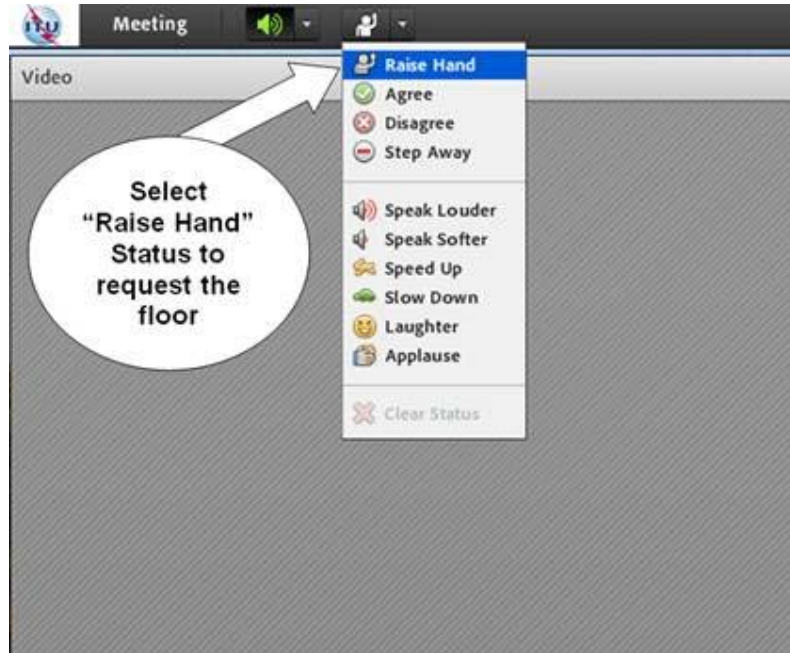 ITU
Meeting
Video
Raise Hand
Agree
Disagree
Step Away
Speak Louder
Speak Softer
Speed Up
Slow Down
Laughter
Applause
Clear Status
Select
“Raise Hand”
Status to
request the
floor